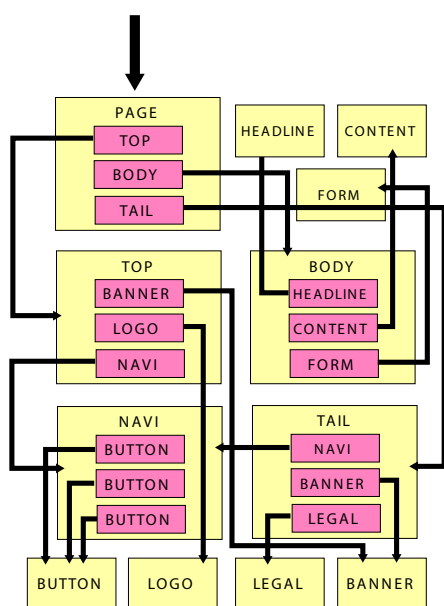 PAGE
TOP
BODY
TAIL
HEADLINE
CONTENT
FORM
TOP
BANNER
LOGO
NAVI
BODY
HEADLINE
CONTENT
FORM
NAVI
BUTTON
BUTTON
BUTTON
TAIL
NAVI
BANNER
LEGAL
BUTTON
LOGO
LEGAL
BANNER